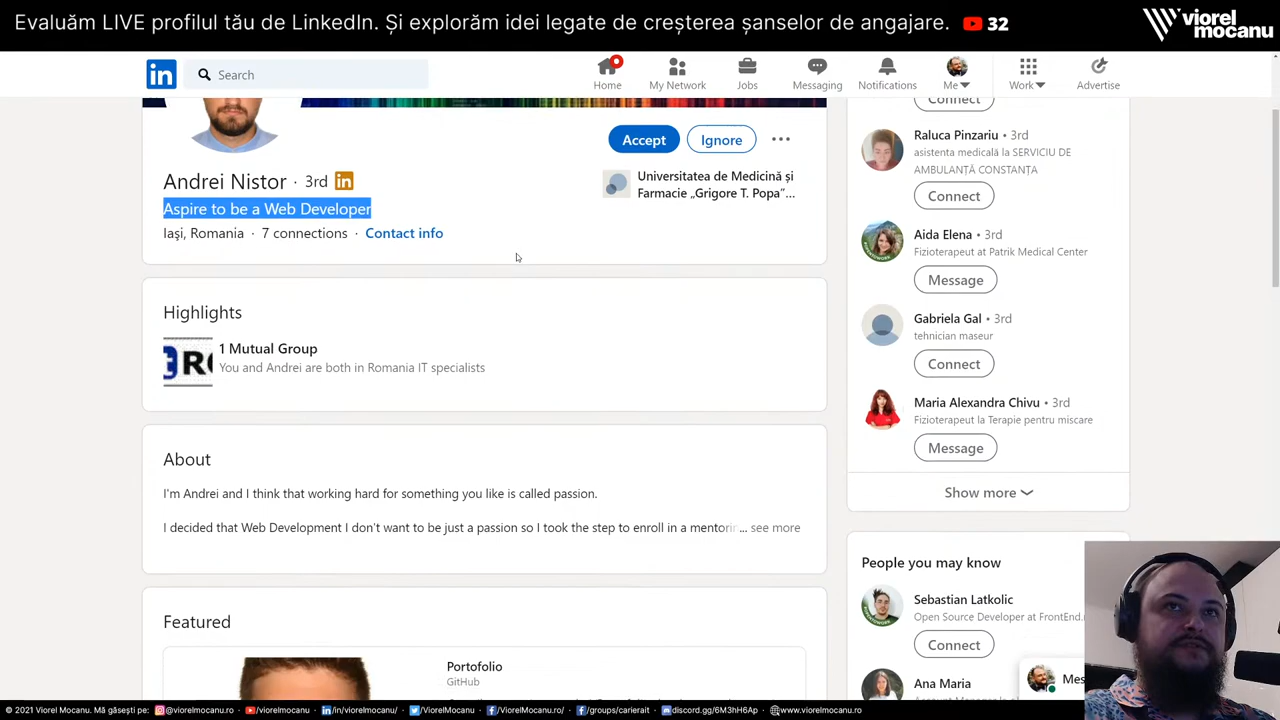 Evaluăm LIVE profilul tău de LinkedIn. Și explorăm idei legate de creșterea șanselor de angajare.
32
viorel
mocanu
in
Search
Home
My Network
Jobs
Messaging
Notifications
Me
Work
Advertise
Accept
Ignore
Andrei Nistor · 3rd in
Aspire to be a Web Developer
Iaşi, Romania · 7 connections · Contact info
Universitatea de Medicină și
Farmacie „Grigore T. Popa”...
Highlights
1 Mutual Group
You and Andrei are both in Romania IT specialists
About
I'm Andrei and I think that working hard for something you like is called passion.
I decided that Web Development I don't want to be just a passion so I took the step to enroll in a mentorin... see more
Featured
Portofolio
GitHub
Connect
Raluca Pinzariu • 3rd
asistenta medicală la SERVICIU DE
AMBULANȚĂ CONSTANȚA
Connect
Aida Elena • 3rd
Fizioterapeut at Patrik Medical Center
Message
Gabriela Gal • 3rd
tehnician maseur
Connect
Maria Alexandra Chivu • 3rd
Fizioterapeut la Terapie pentru miscare
Message
Show more
People you may know
Sebastian Latkolic
Open Source Developer at FrontEnd.
Connect
Ana Maria
Mes
© 2021 Viorel Mocanu. Mă găsești pe: @viorelmocanu.ro | /viorelmocanu | /in/viorelmocanu/ | /ViorelMocanu | /ViorelMocanu.ro/ | /groups/carierait | discord.gg/6M3hH6Ap | www.viorelmocanu.ro